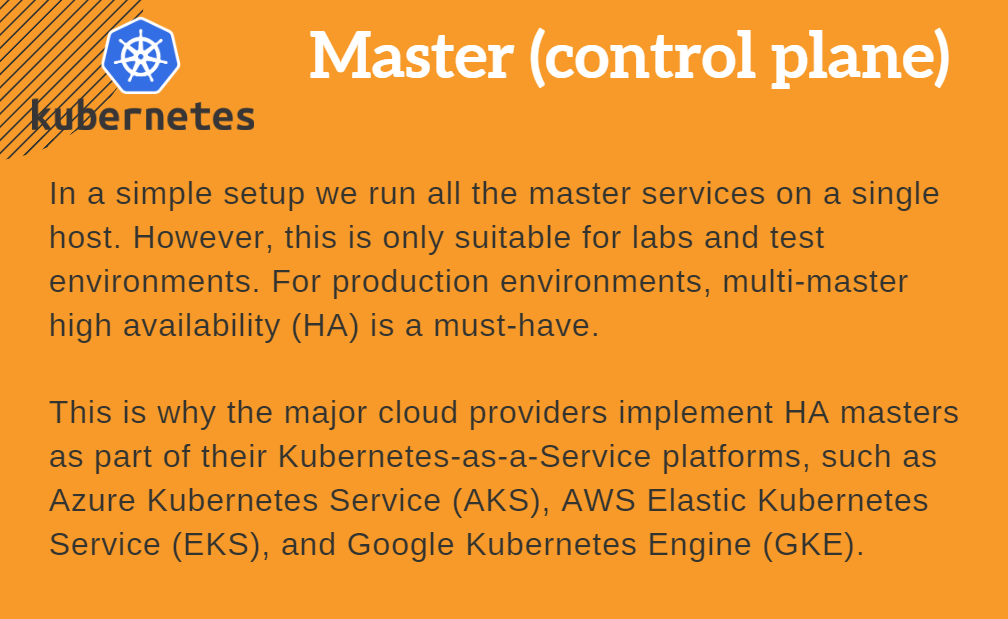 kubernetes
Master (control plane)
In a simple setup we run all the master services on a single
host. However, this is only suitable for labs and test
environments. For production environments, multi-master
high availability (HA) is a must-have.
This is why the major cloud providers implement HA masters
as part of their Kubernetes-as-a-Service platforms, such as
Azure Kubernetes Service (AKS), AWS Elastic Kubernetes
Service (EKS), and Google Kubernetes Engine (GKE).